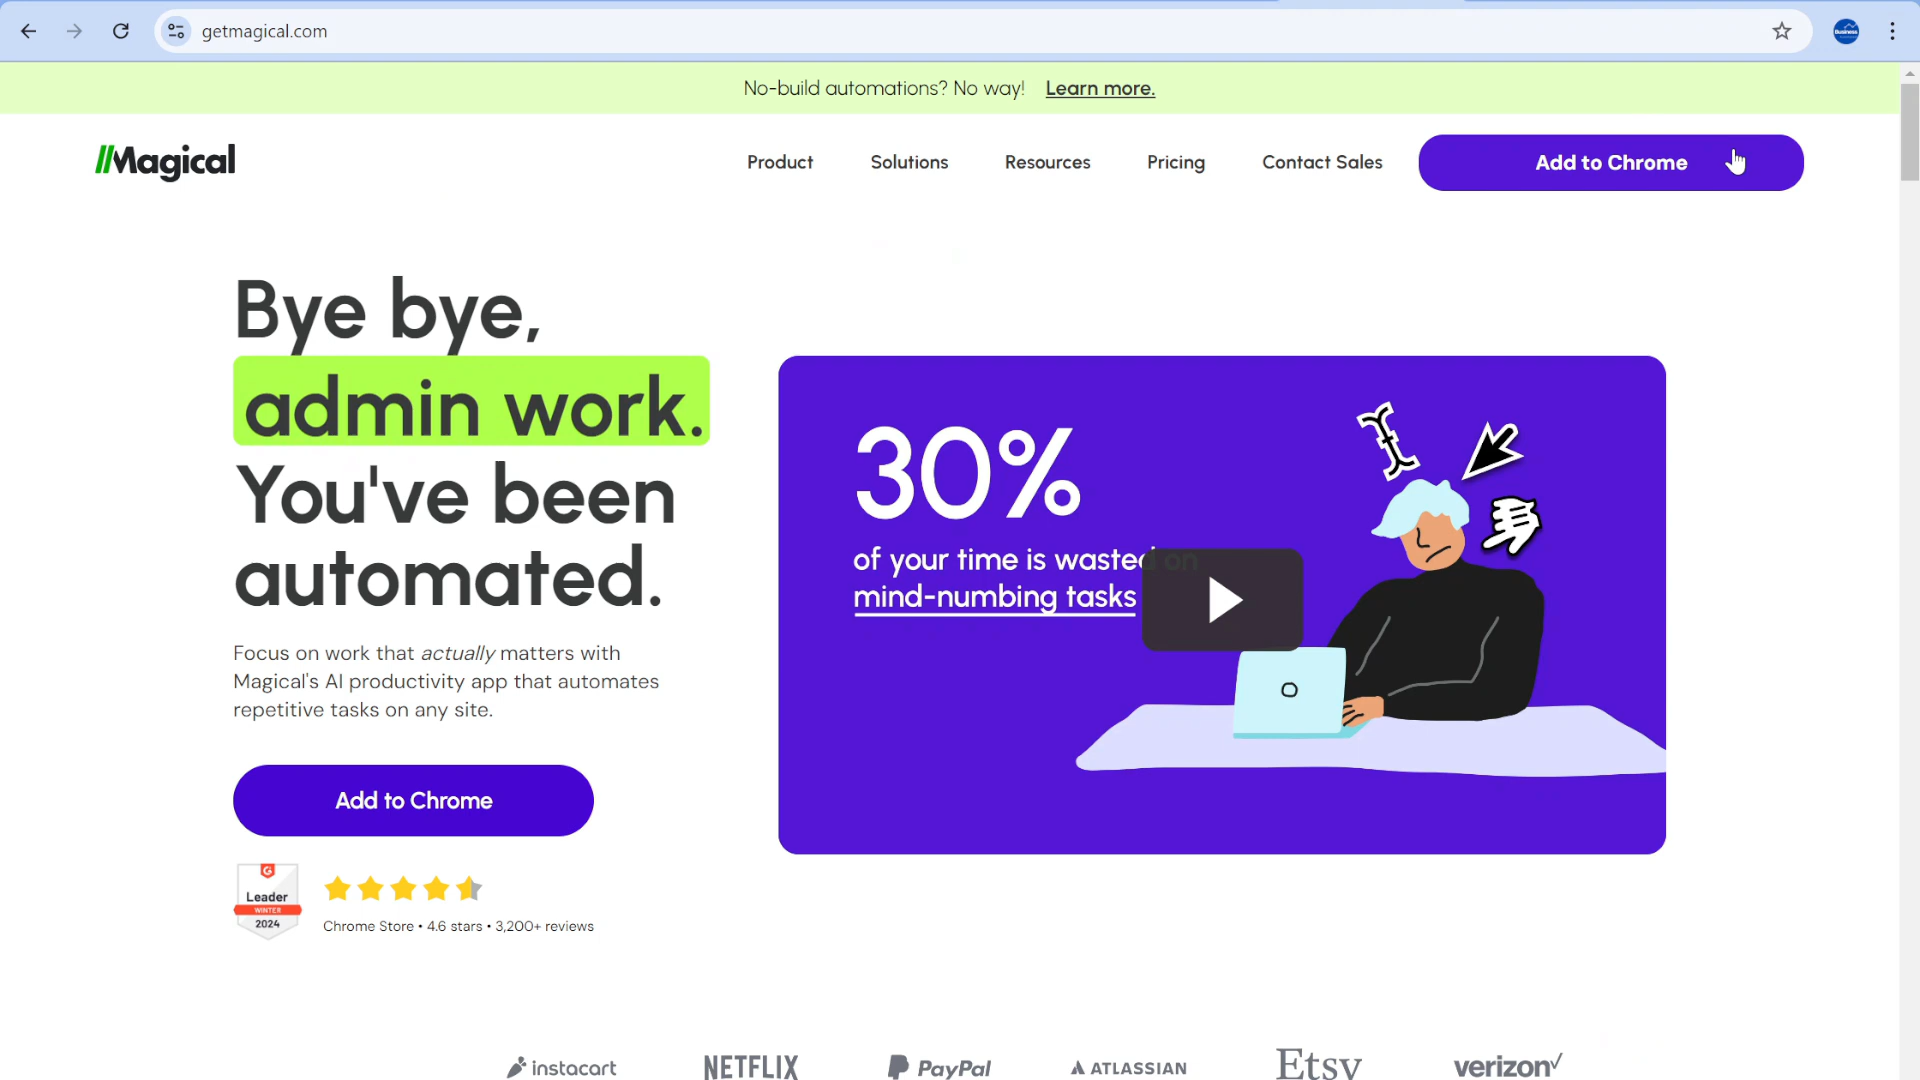 getmagical.com
Business
No-build automations? No way! Learn more.
Magical
Product Solutions Resources Pricing Contact Sales Add to Chrome
Bye bye,
admin work.
You've been
automated.
Focus on work that actually matters with
Magical's AI productivity app that automates
repetitive tasks on any site.
Add to Chrome
Leader
WINTER
2024
Chrome Store • 4.6 stars • 3,200+ reviews
30%
of your time is wasted on
mind-numbing tasks
instacart NETFLIX PayPal ATLASSIAN Etsy verizon